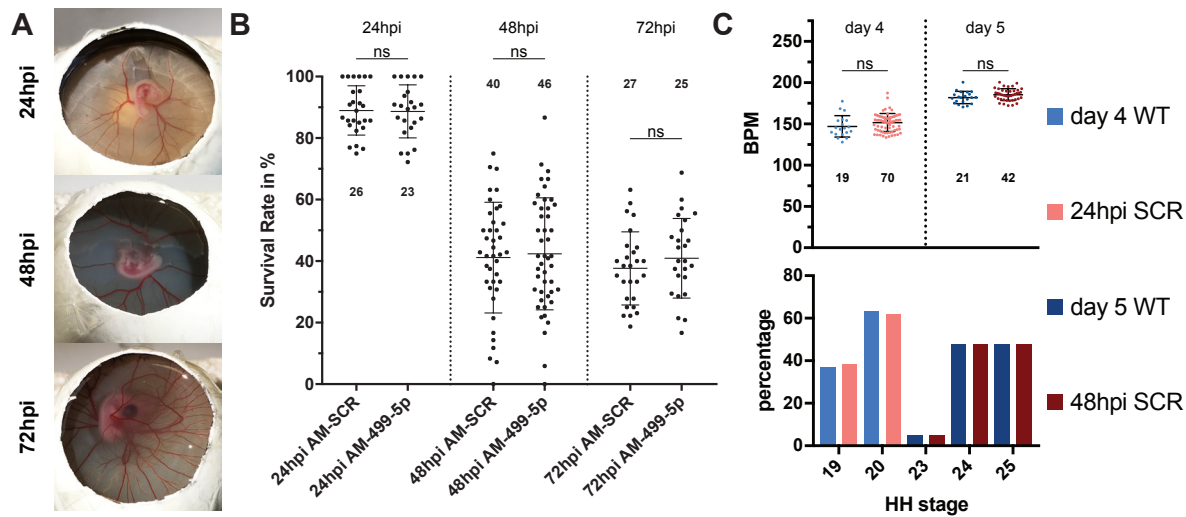 A
24hpi
48hpi
72hpi
B
24hpi 48hpi 72hpi
ns ns ns
40 46 27 25
26 23
Survival Rate in %
100
80
60
40
20
0
24hpi AM-SCR
24hpi AM-499-5p
48hpi AM-SCR
48hpi AM-499-5p
72hpi AM-SCR
72hpi AM-499-5p
C
day 4 day 5
ns ns
BPM
250
200
150
100
50
0
19 70 21 42
percentage
80
60
40
20
0
19 20 23 24 25
HH stage
day 4 WT
24hpi SCR
day 5 WT
48hpi SCR